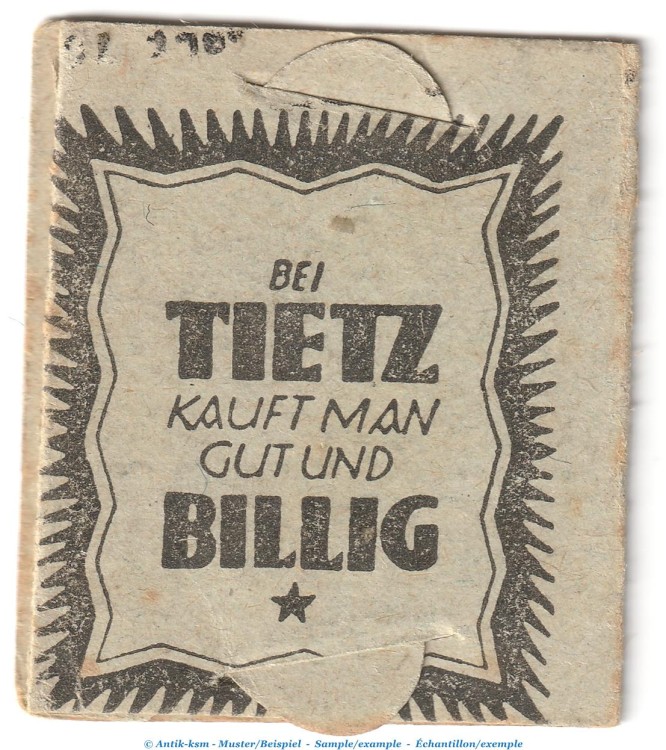 BEI
TIETZ
KAUFT MAN
GUT UND
BILLIG
© Antik-ksm - Muster/Beispiel - Sample/example - Échantillon/exemple